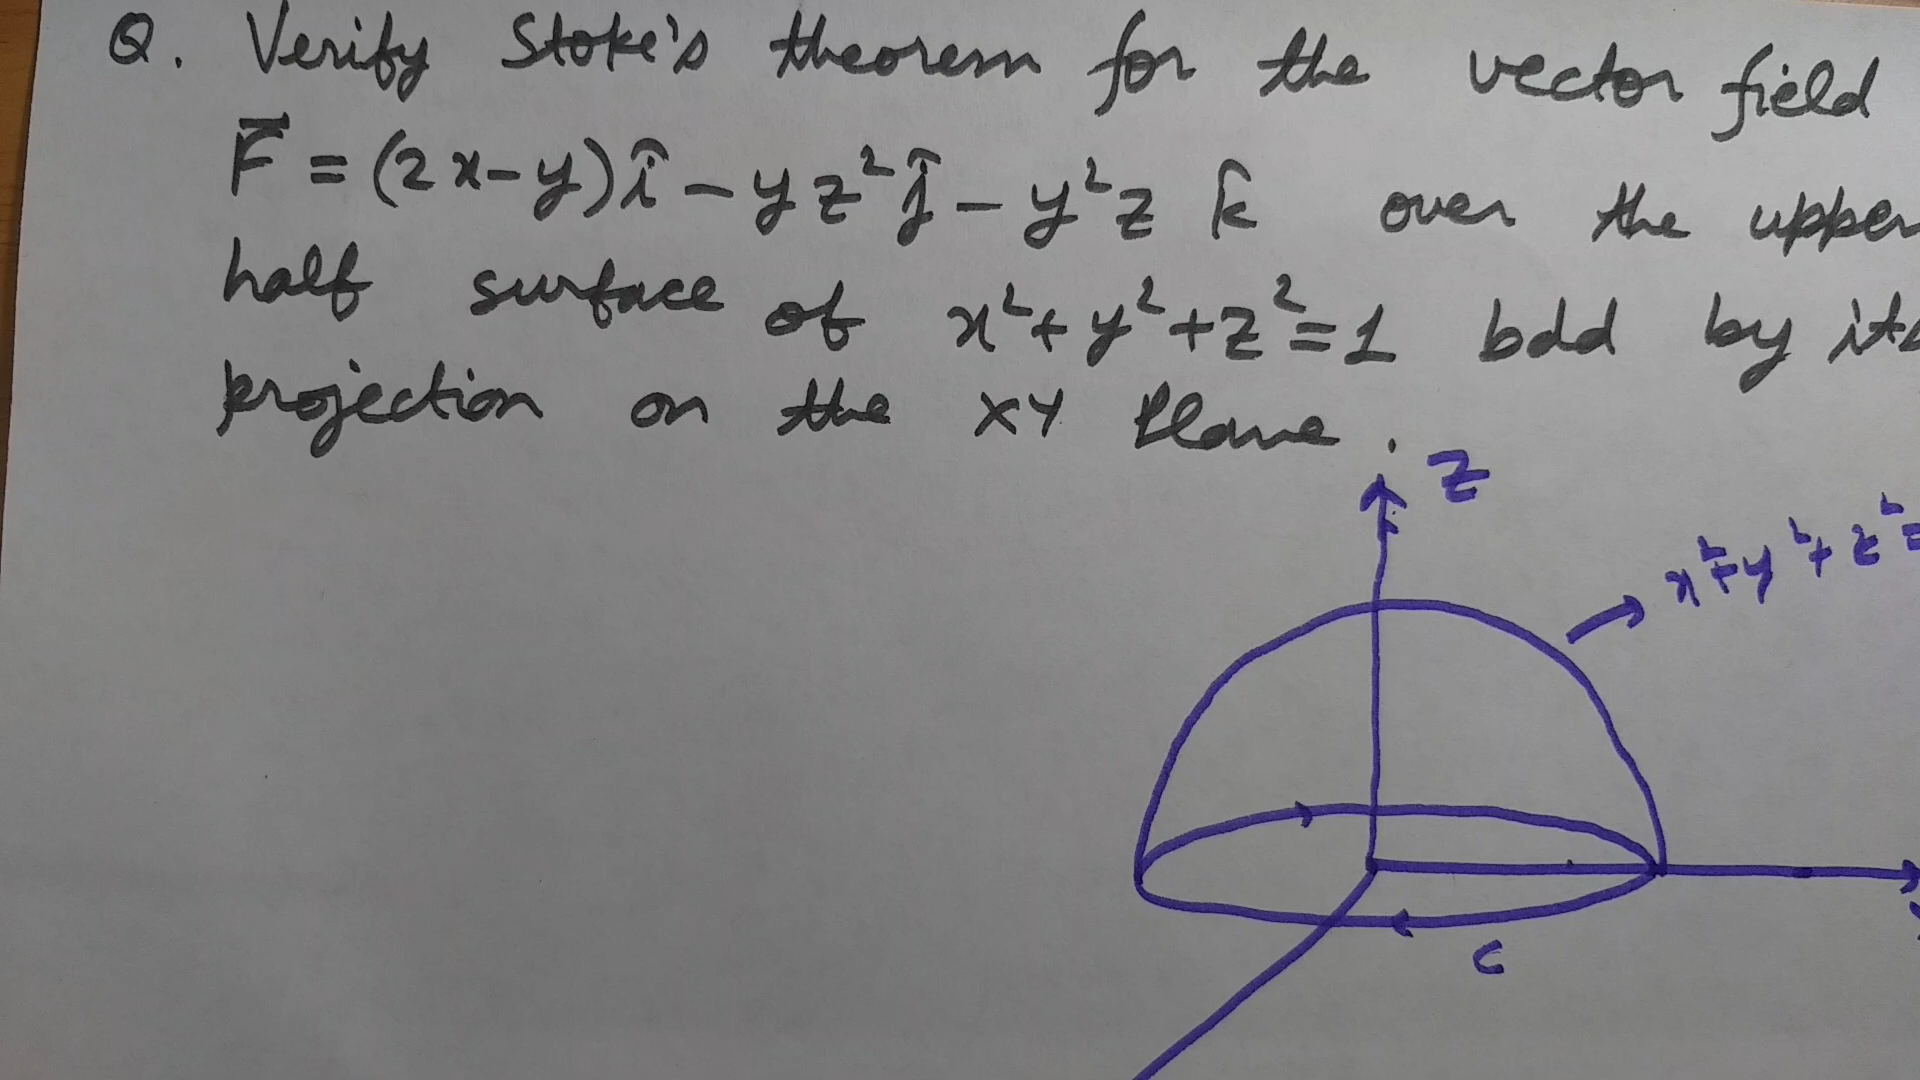 Q. Verify Stoke's theorem for the vector field
F⃗ = (2x-y)î - yz²ĵ - y²z k̂ over the upper
half surface of x²+y²+z²=1 bdd by its
projection on the XY Plane.
Z
x²+y²+z²=
C